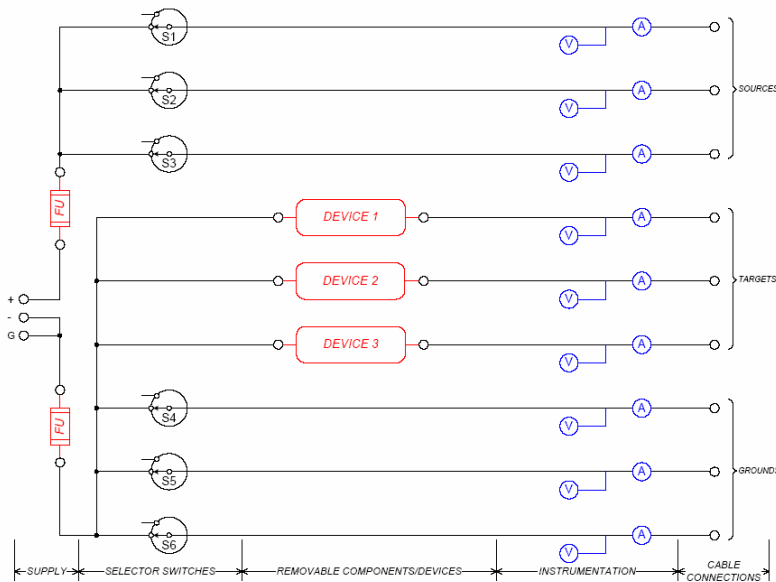 S1
V
A
S2
V
A
SOURCES
S3
V
A
FU
DEVICE 1
V
A
+
-
G
DEVICE 2
V
A
TARGETS
DEVICE 3
V
A
FU
S4
V
A
S5
V
A
GROUNDS
S6
V
A
SUPPLY
SELECTOR SWITCHES
REMOVABLE COMPONENTS/DEVICES
INSTRUMENTATION
CABLE
CONNECTIONS